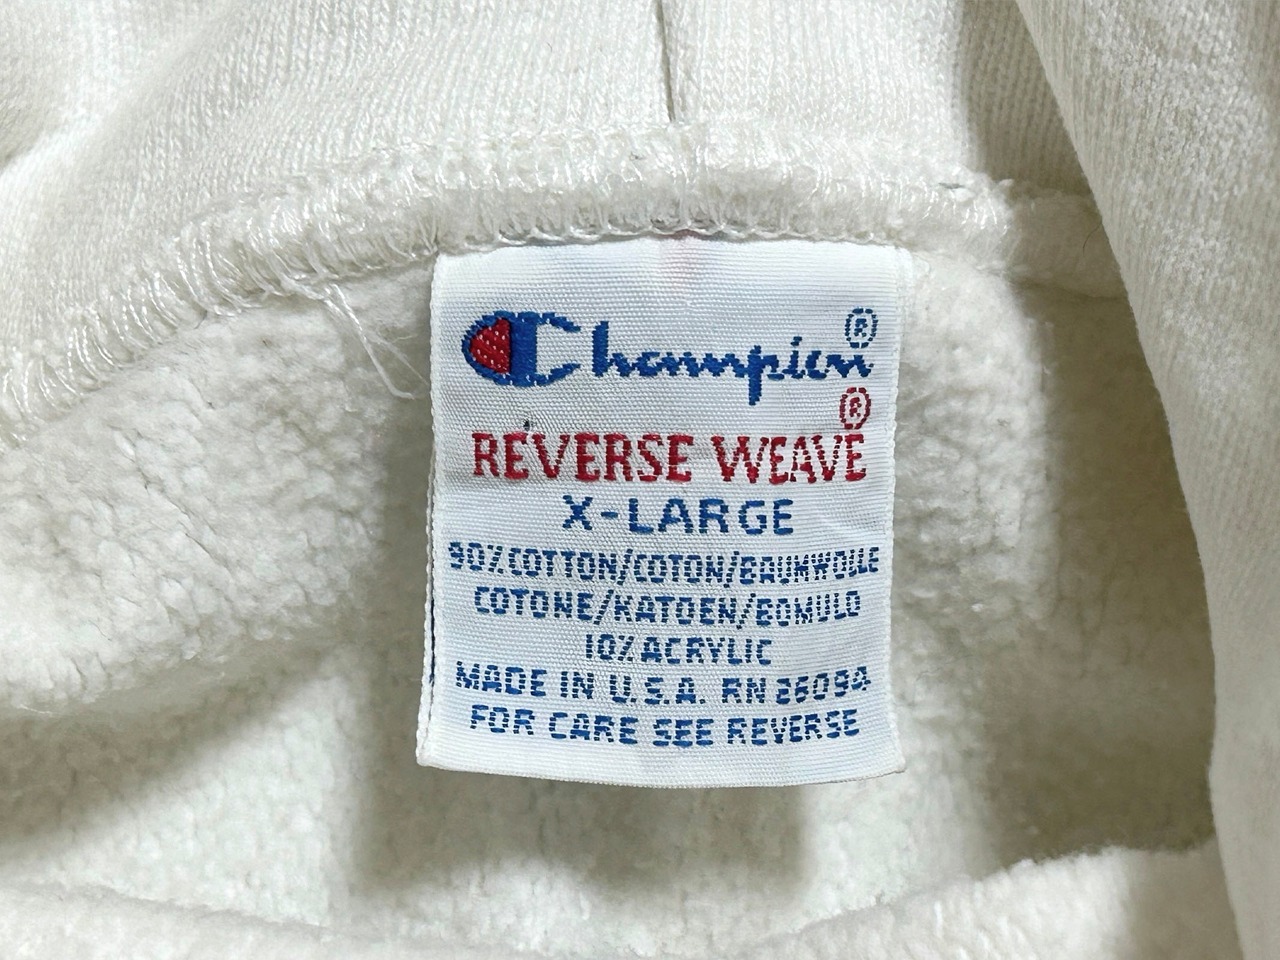 Champion®
®
REVERSE WEAVE
X-LARGE
90% COTTON/COTON/BAUMWOLLE
COTONE/KATOEN/BOMULD
10% ACRYLIC
MADE IN U.S.A. RN 26094
FOR CARE SEE REVERSE